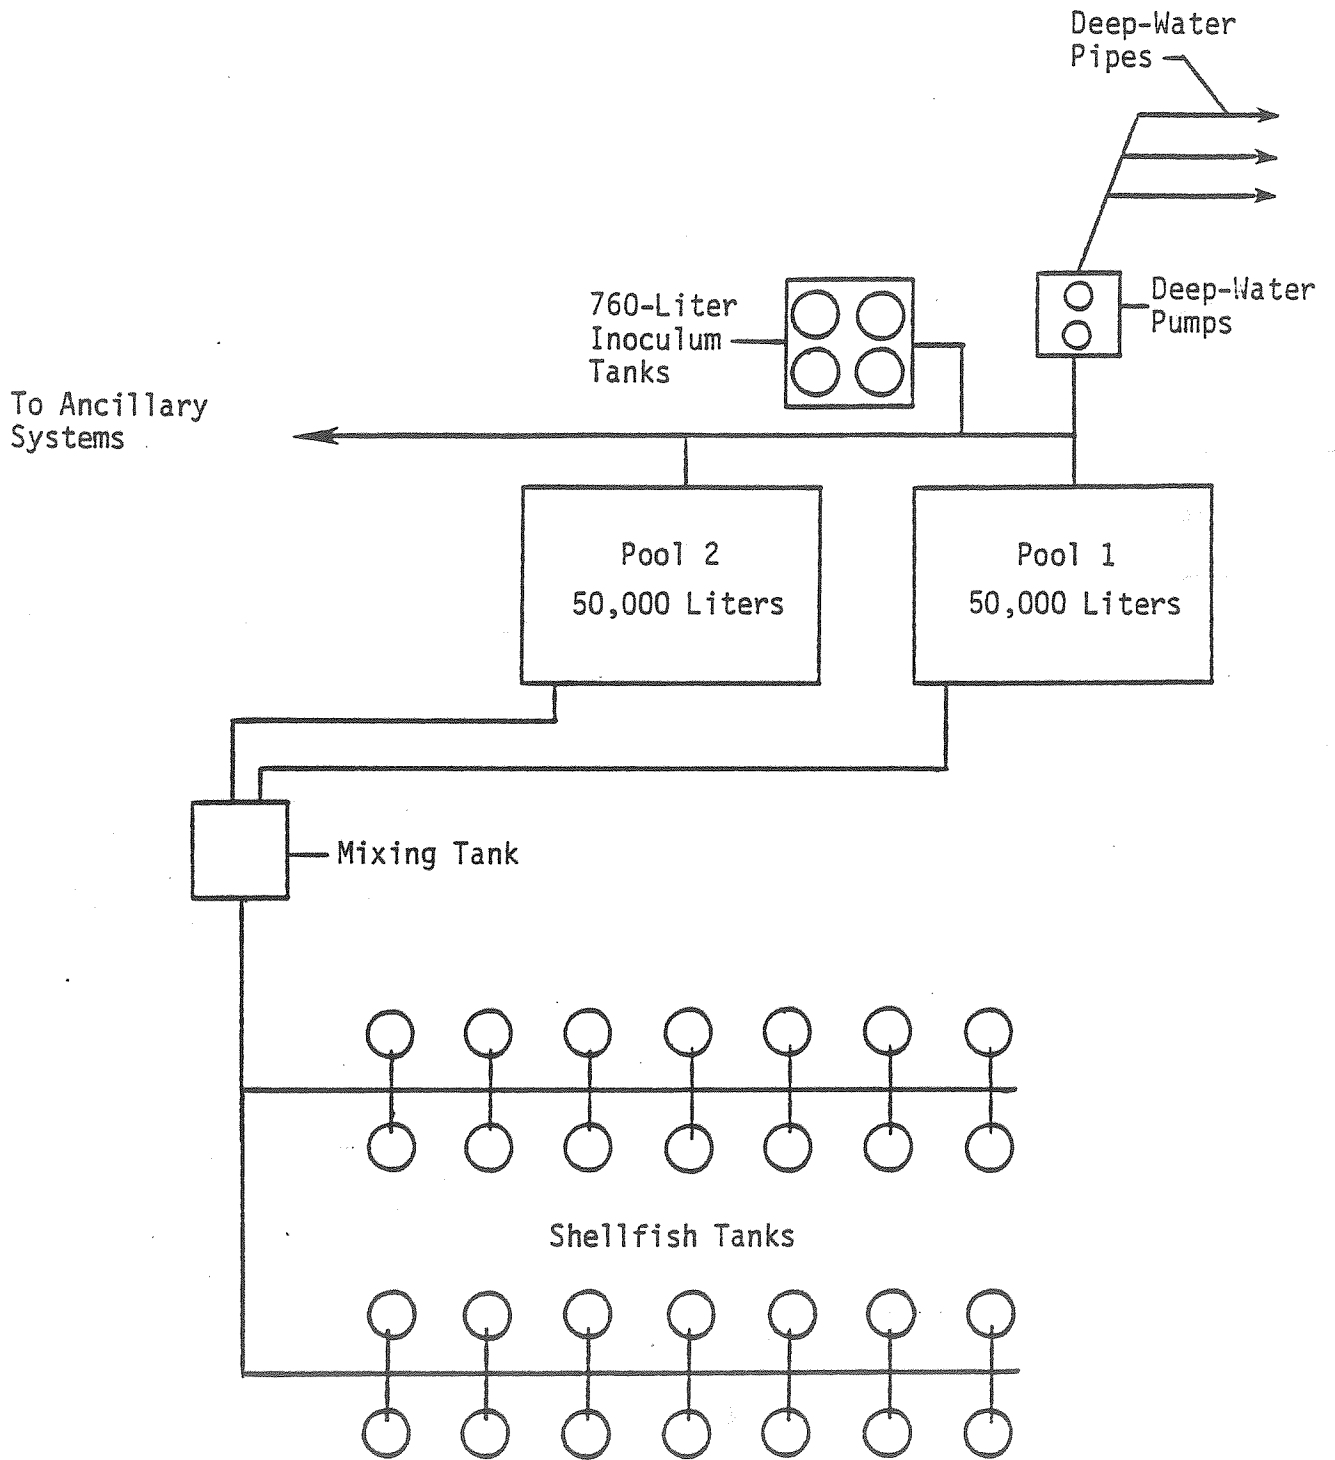 Deep-Water
Pipes
760-Liter
Inoculum
Tanks
Deep-Water
Pumps
To Ancillary
Systems
Pool 2
50,000 Liters
Pool 1
50,000 Liters
Mixing Tank
Shellfish Tanks